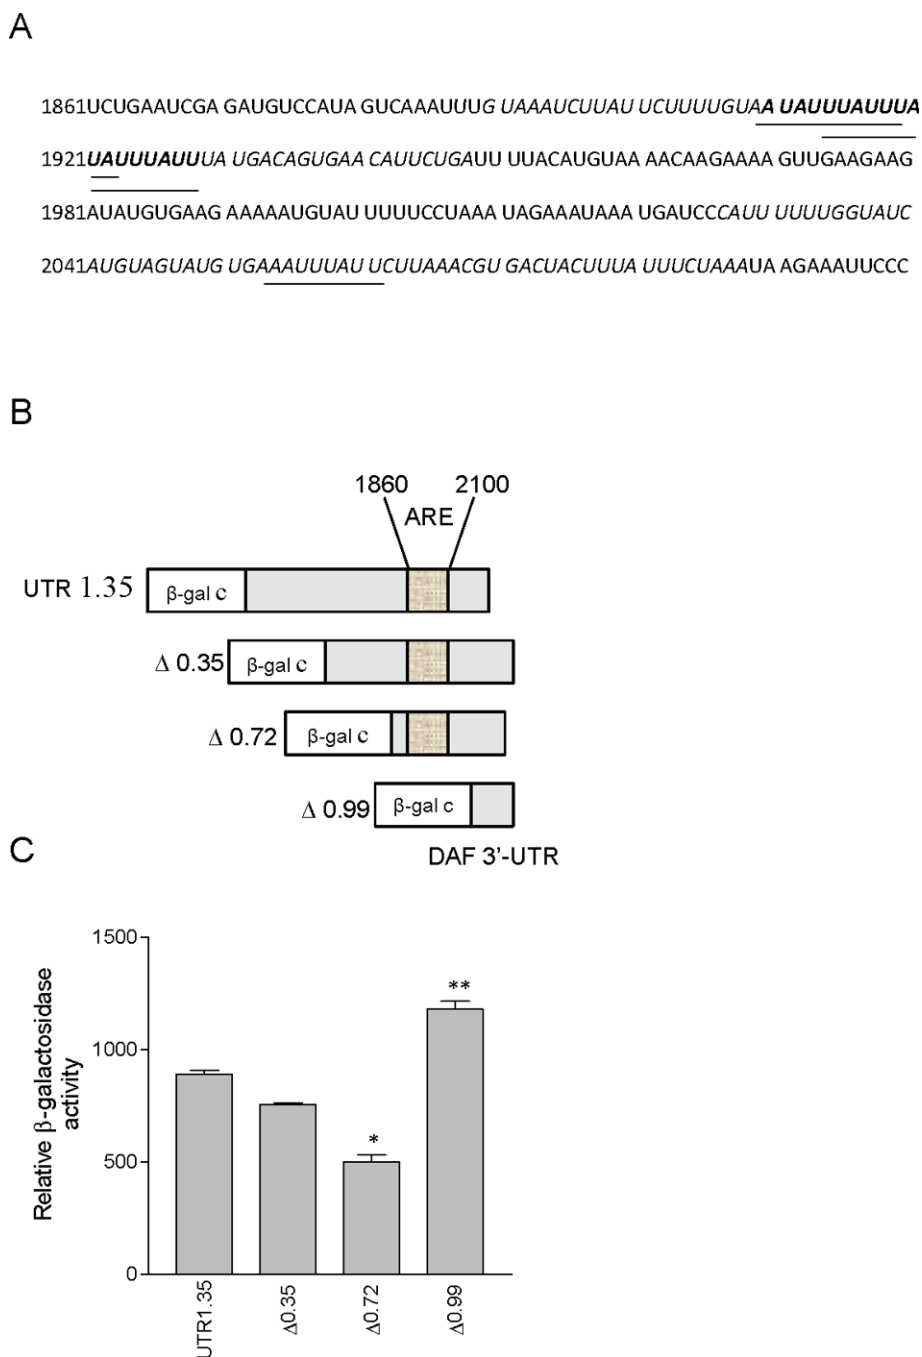 A
1861UCUGAAUCGA GAUGUCCAUA GUCAAAUUUG UAAAUCUUAU UCUUUUGUAA UAUUUAUUUA
1921UAUUUAUUUA UGACAGUGAA CAUUCUGAUU UUACAUGUAA AACAAGAAAA GUUGAAGAAG
1981AUAUGUGAAG AAAAAUGUAU UUUUCCUAAA UAGAAAUAAA UGAUCCCAUU UUUUGGUAUC
2041AUGUAGUAUG UGAAAUUUAU UCUUAAACGU GACUACUUUA UUUCUAAAUA AGAAAUUCCC
B
1860 2100
ARE
UTR 1.35 β-gal c
Δ 0.35 β-gal c
Δ 0.72 β-gal c
Δ 0.99 β-gal c
DAF 3'-UTR
C
Relative β-galactosidase
activity
1500
1000
500
0
*
**
UTR1.35
Δ0.35
Δ0.72
Δ0.99